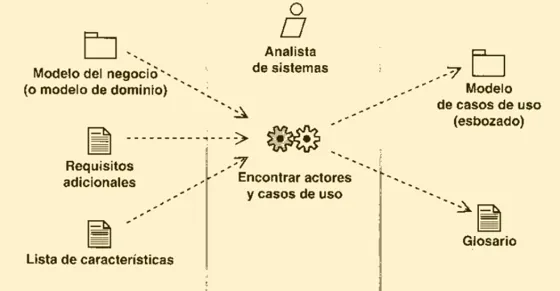 Analista
de sistemas
Modelo del negocio
(o modelo de dominio)
Requisitos
adicionales
Lista de características
Encontrar actores
y casos de uso
Modelo
de casos de uso
(esbozado)
Glosario